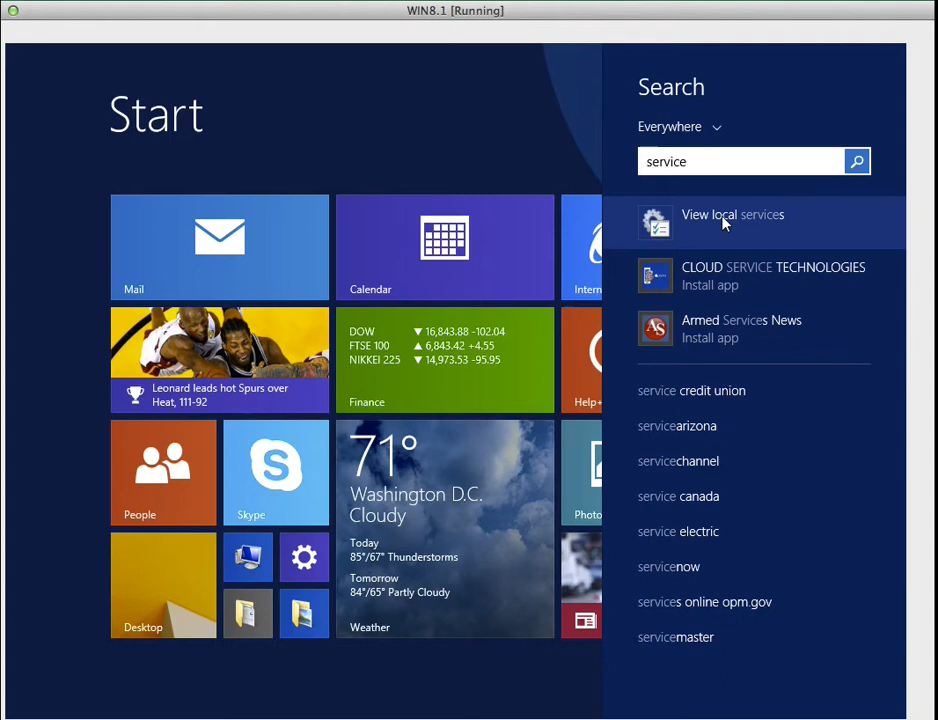 WIN8.1 [Running]
Start
Mail
Calendar
Intern
Leonard leads hot Spurs over
Heat, 111-92
DOW ▼ 16,843.88 -102.04
FTSE 100 ▲ 6,843.42 +4.55
NIKKEI 225 ▼ 14,973.53 -95.95
Finance
Help+
People
Skype
71°
Washington D.C.
Cloudy
Today
85°/67° Thunderstorms
Tomorrow
84°/65° Partly Cloudy
Weather
Photo
Desktop
Search
Everywhere
service
View local services
CLOUD SERVICE TECHNOLOGIES
Install app
Armed Services News
Install app
service credit union
servicearizona
servicechannel
service canada
service electric
servicenow
services online opm.gov
servicemaster